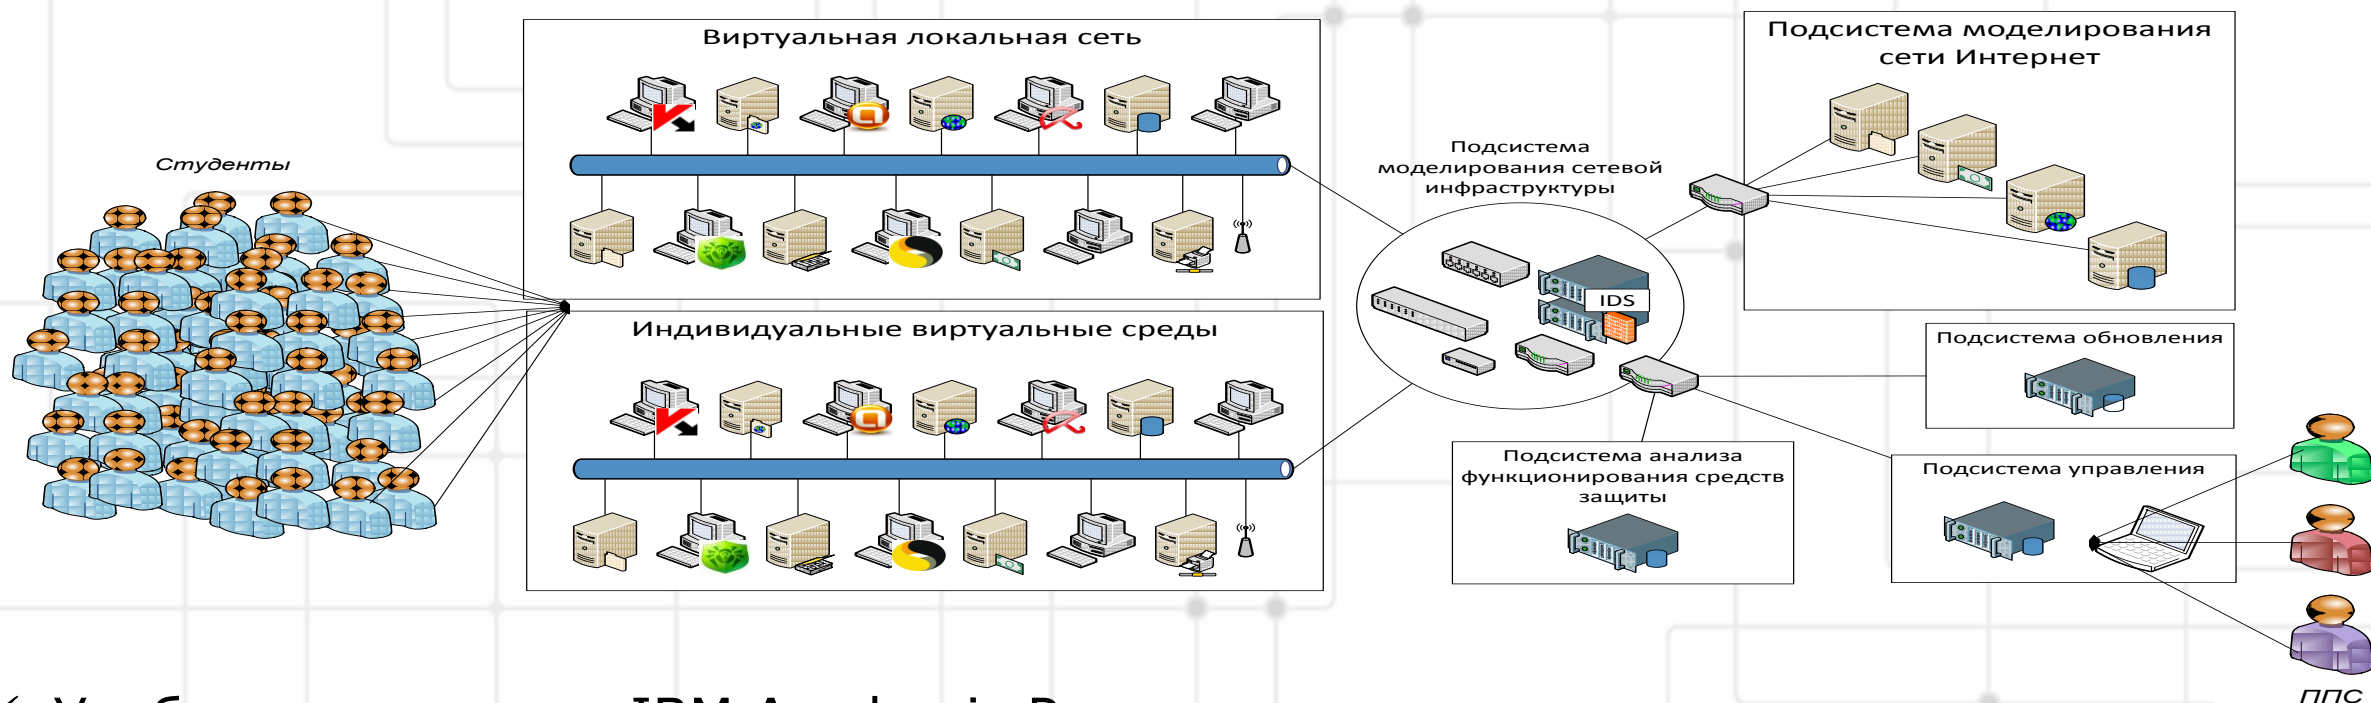 Виртуальная локальная сеть
Подсистема моделирования
сети Интернет
Студенты
Подсистема
моделирования сетевой
инфраструктуры
IDS
Индивидуальные виртуальные среды
Подсистема обновления
Подсистема анализа
функционирования средств
защиты
Подсистема управления
ППС